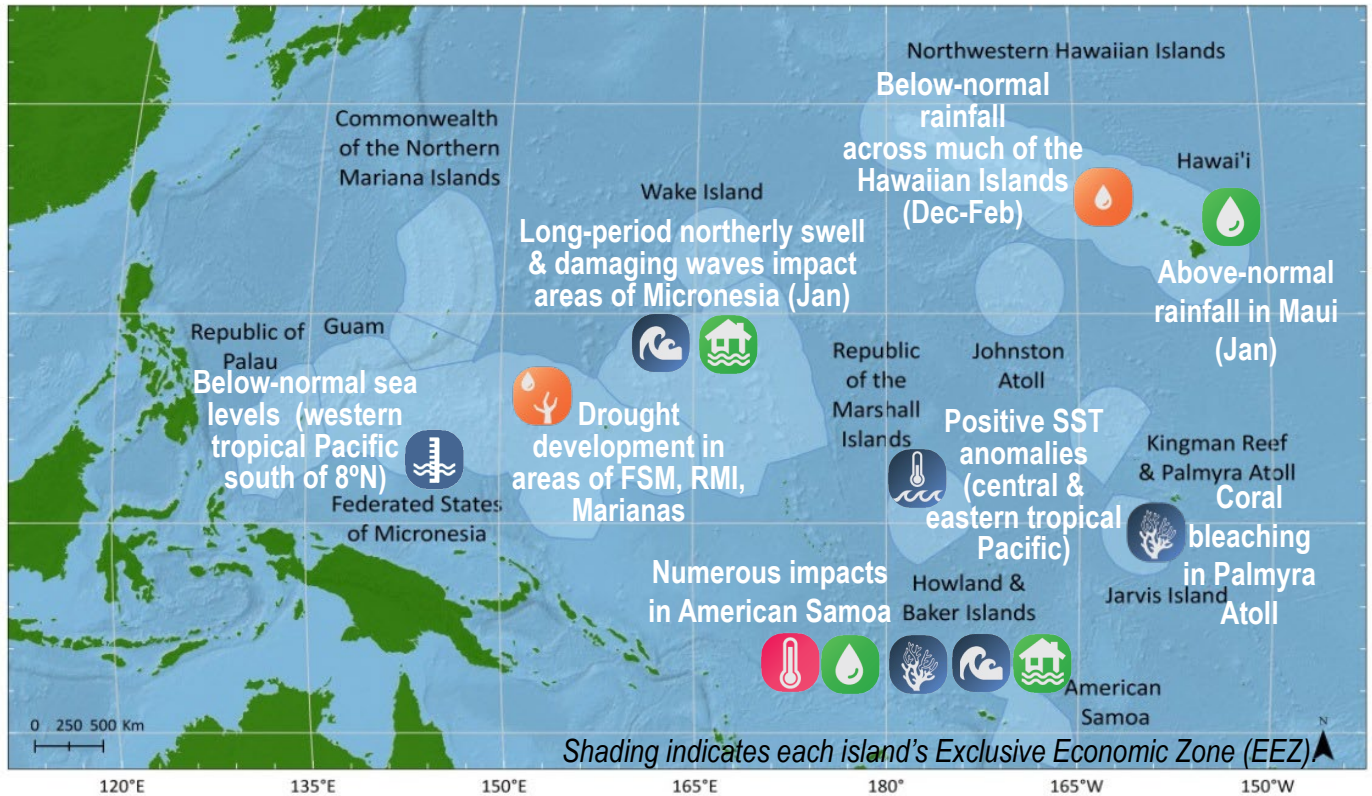 Northwestern Hawaiian Islands
Below-normal
rainfall
across much of the
Hawaiian Islands
(Dec-Feb)
Hawai'i
Above-normal
rainfall in Maui
(Jan)
Commonwealth
of the Northern
Mariana Islands
Wake Island
Long-period northerly swell
& damaging waves impact
areas of Micronesia (Jan)
Republic of
Palau
Guam
Below-normal sea
levels (western
tropical Pacific
south of 8ºN)
Federated States
of Micronesia
Drought
development in
areas of FSM, RMI,
Marianas
Republic
of the
Marshall
Islands
Johnston
Atoll
Positive SST
anomalies
(central &
eastern tropical
Pacific)
Kingman Reef
& Palmyra Atoll
Coral
bleaching
in Palmyra
Atoll
Jarvis Island
Howland &
Baker Islands
Numerous impacts
in American Samoa
American
Samoa
0 250 500 Km
N
Shading indicates each island's Exclusive Economic Zone (EEZ).
120°E 135°E 150°E 165°E 180° 165°W 150°W